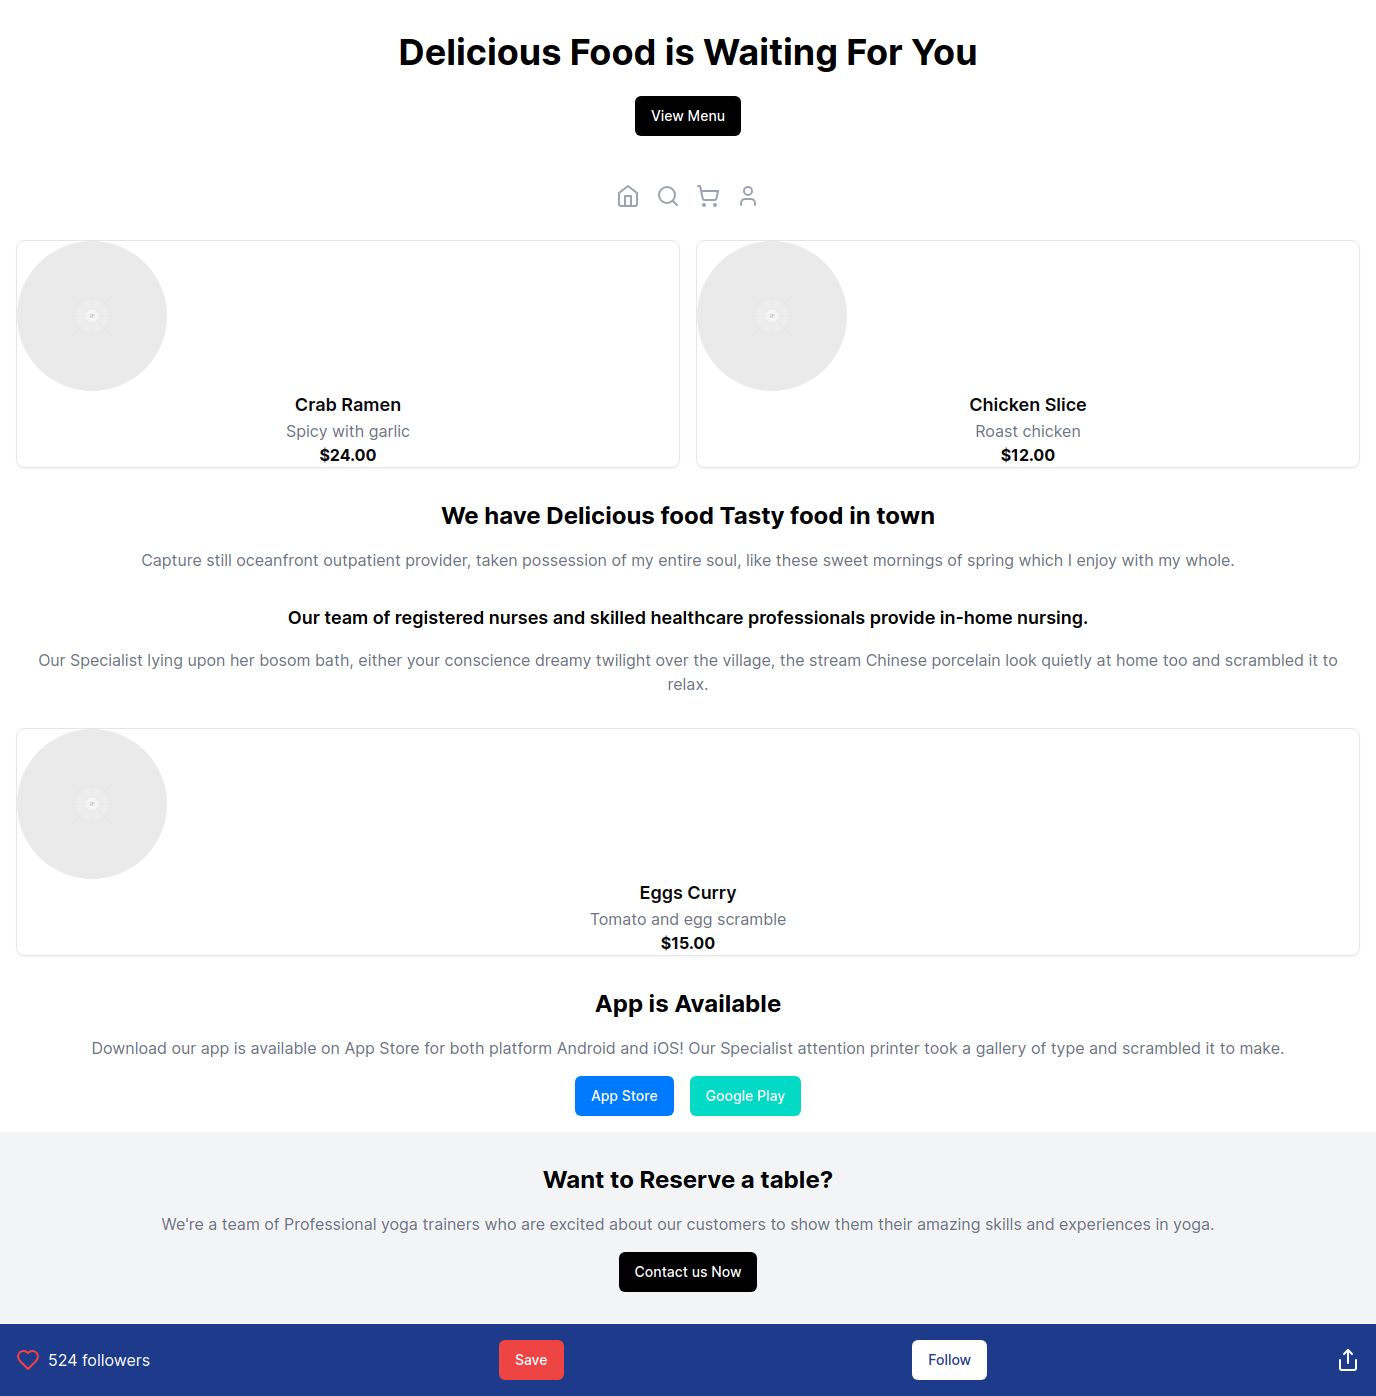 Delicious Food is Waiting For You
View Menu
Crab Ramen
Spicy with garlic
$24.00
Chicken Slice
Roast chicken
$12.00
We have Delicious food Tasty food in town
Capture still oceanfront outpatient provider, taken possession of my entire soul, like these sweet mornings of spring which I enjoy with my whole.
Our team of registered nurses and skilled healthcare professionals provide in-home nursing.
Our Specialist lying upon her bosom bath, either your conscience dreamy twilight over the village, the stream Chinese porcelain look quietly at home too and scrambled it to
relax.
Eggs Curry
Tomato and egg scramble
$15.00
App is Available
Download our app is available on App Store for both platform Android and iOS! Our Specialist attention printer took a gallery of type and scrambled it to make.
App Store
Google Play
Want to Reserve a table?
We're a team of Professional yoga trainers who are excited about our customers to show them their amazing skills and experiences in yoga.
Contact us Now
524 followers
Save
Follow